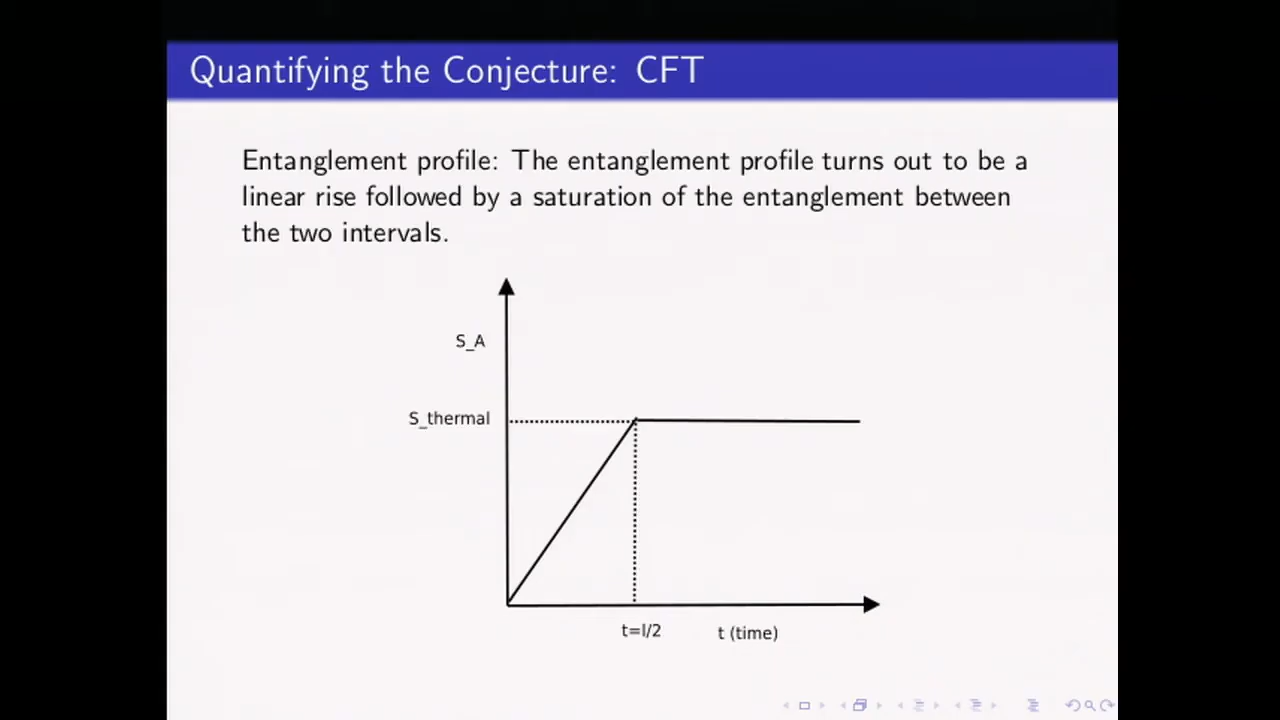 Quantifying the Conjecture: CFT
Entanglement profile: The entanglement profile turns out to be a
linear rise followed by a saturation of the entanglement between
the two intervals.
S_A
S_thermal
t=l/2
t (time)